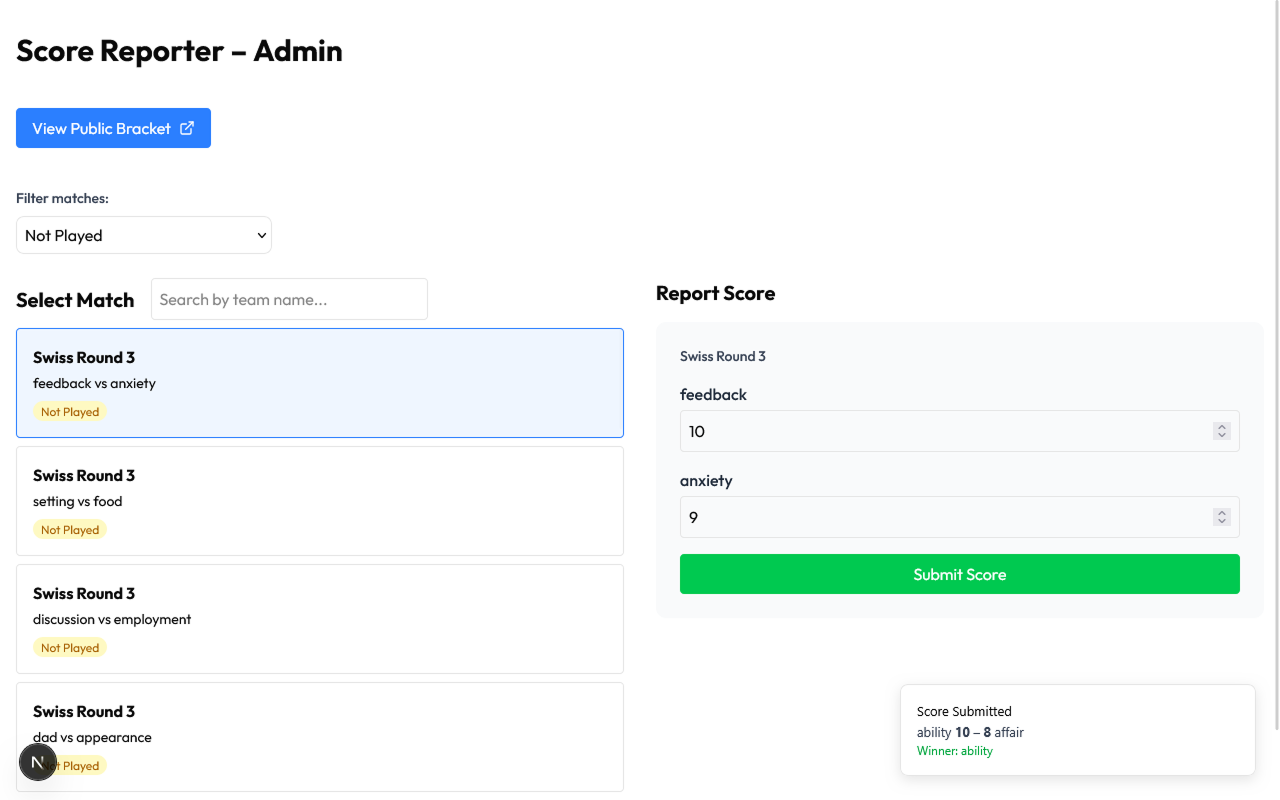 Score Reporter – Admin
View Public Bracket
Filter matches:
Not Played
Select Match
Search by team name...
Swiss Round 3
feedback vs anxiety
Not Played
Swiss Round 3
setting vs food
Not Played
Swiss Round 3
discussion vs employment
Not Played
Swiss Round 3
dad vs appearance
Played
N
Report Score
Swiss Round 3
feedback
10
anxiety
9
Submit Score
Score Submitted
ability 10 – 8 affair
Winner: ability